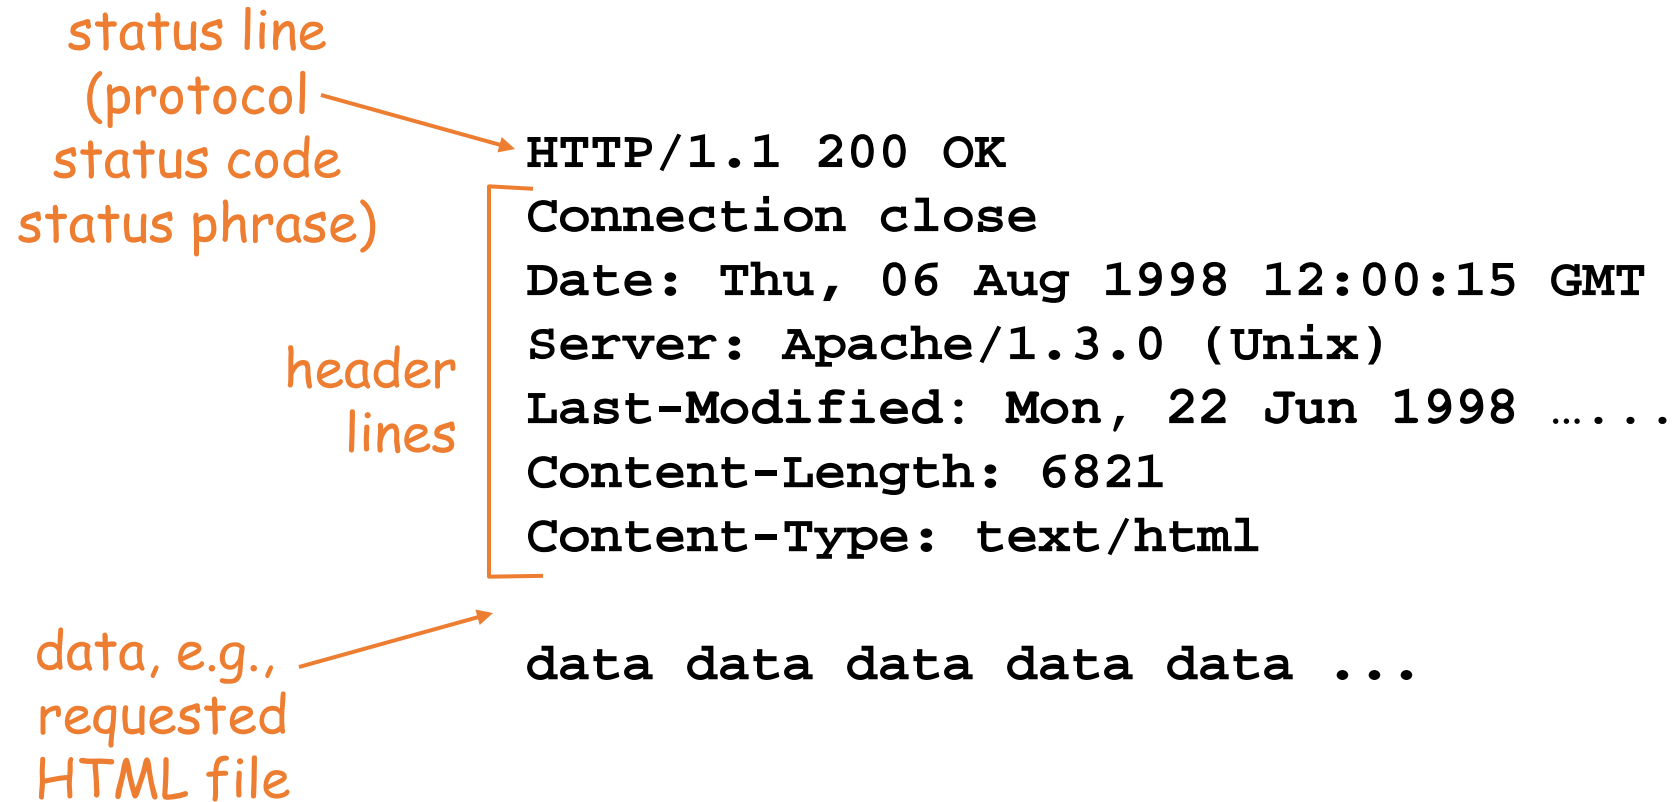 status line
(protocol
status code
status phrase)
HTTP/1.1 200 OK
Connection close
Date: Thu, 06 Aug 1998 12:00:15 GMT
Server: Apache/1.3.0 (Unix)
Last-Modified: Mon, 22 Jun 1998 …...
Content-Length: 6821
Content-Type: text/html
header
lines
data, e.g.,
requested
HTML file
data data data data data ...